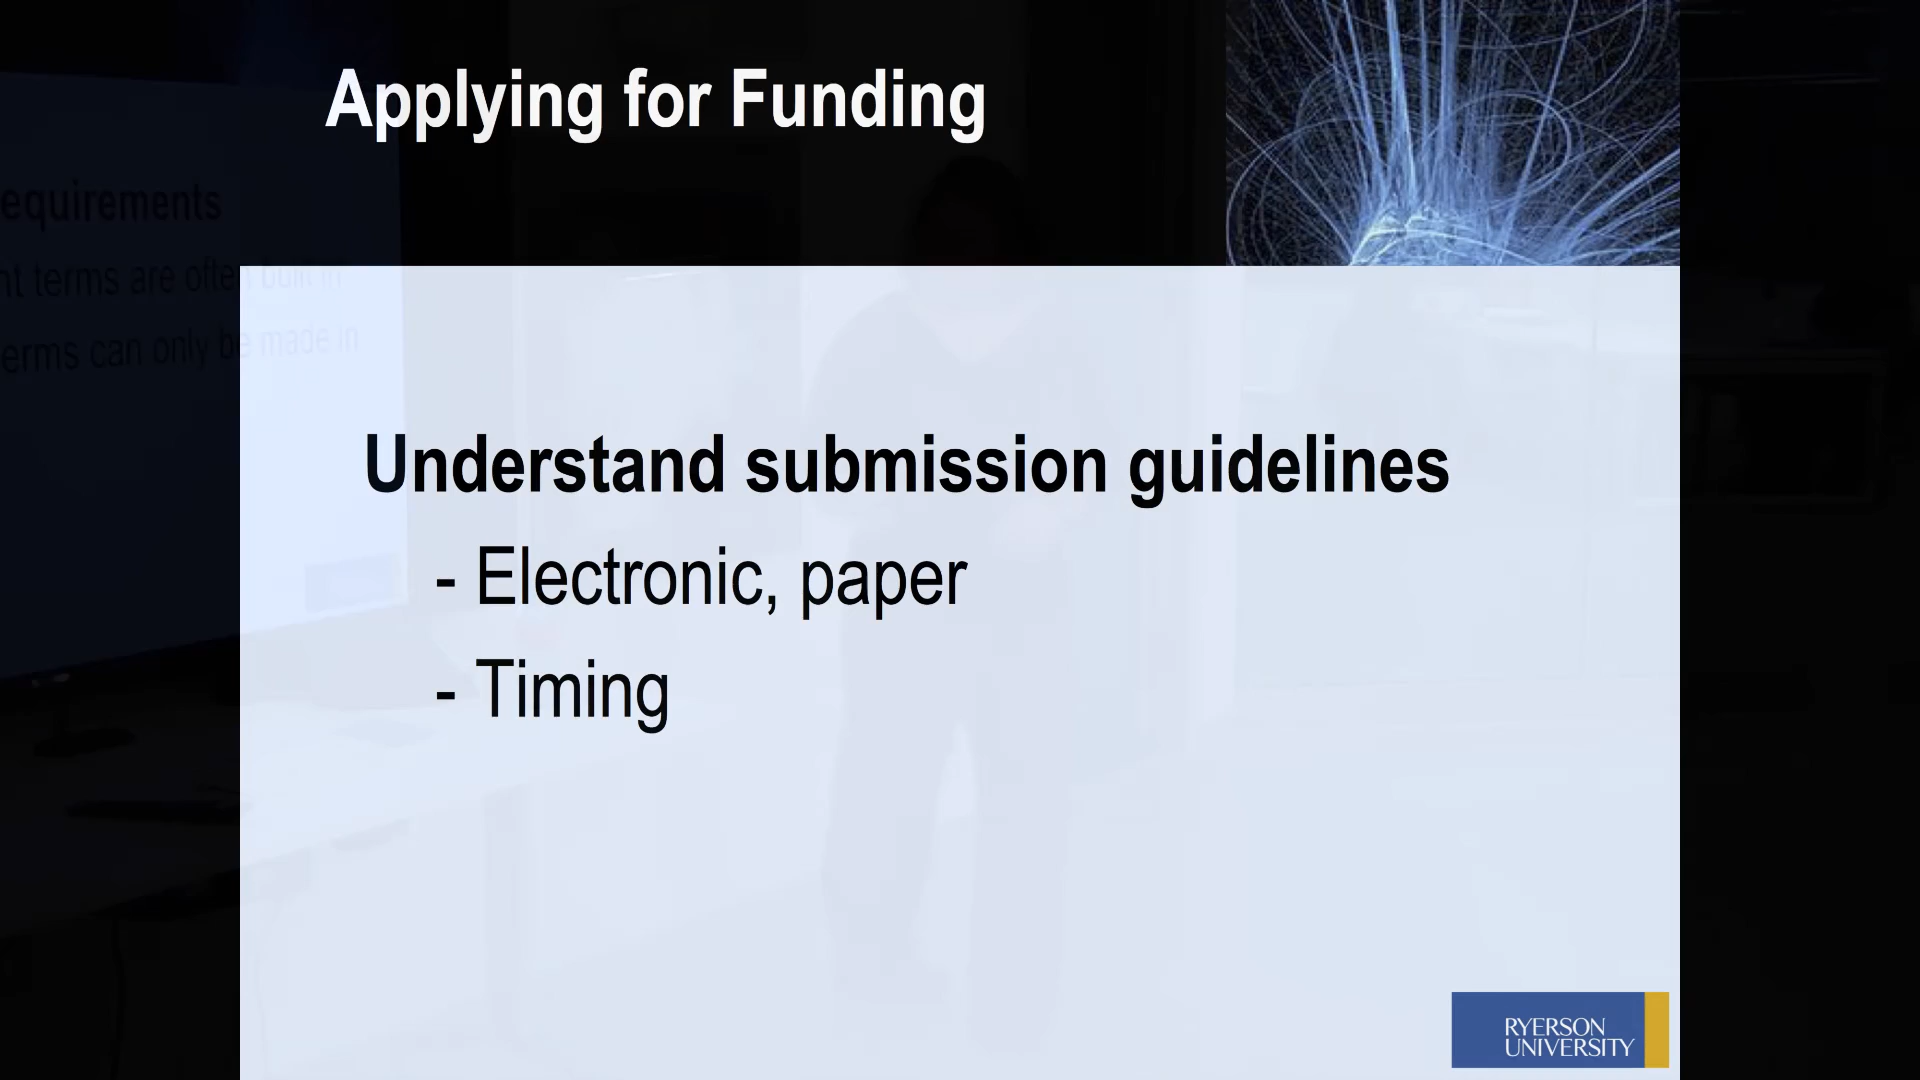 Applying for Funding
equirements
nt terms are often built in
erms can only be made in
Understand submission guidelines
- Electronic, paper
- Timing
RYERSON
UNIVERSITY